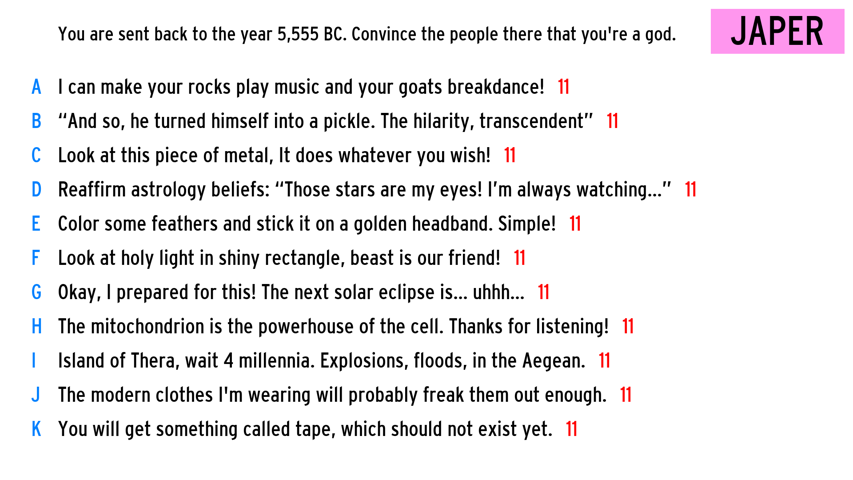 You are sent back to the year 5,555 BC. Convince the people there that you're a god.
JAPER
A I can make your rocks play music and your goats breakdance! 11
B “And so, he turned himself into a pickle. The hilarity, transcendent” 11
C Look at this piece of metal, It does whatever you wish! 11
D Reaffirm astrology beliefs: “Those stars are my eyes! I’m always watching...” 11
E Color some feathers and stick it on a golden headband. Simple! 11
F Look at holy light in shiny rectangle, beast is our friend! 11
G Okay, I prepared for this! The next solar eclipse is... uhhh... 11
H The mitochondrion is the powerhouse of the cell. Thanks for listening! 11
I Island of Thera, wait 4 millennia. Explosions, floods, in the Aegean. 11
J The modern clothes I'm wearing will probably freak them out enough. 11
K You will get something called tape, which should not exist yet. 11